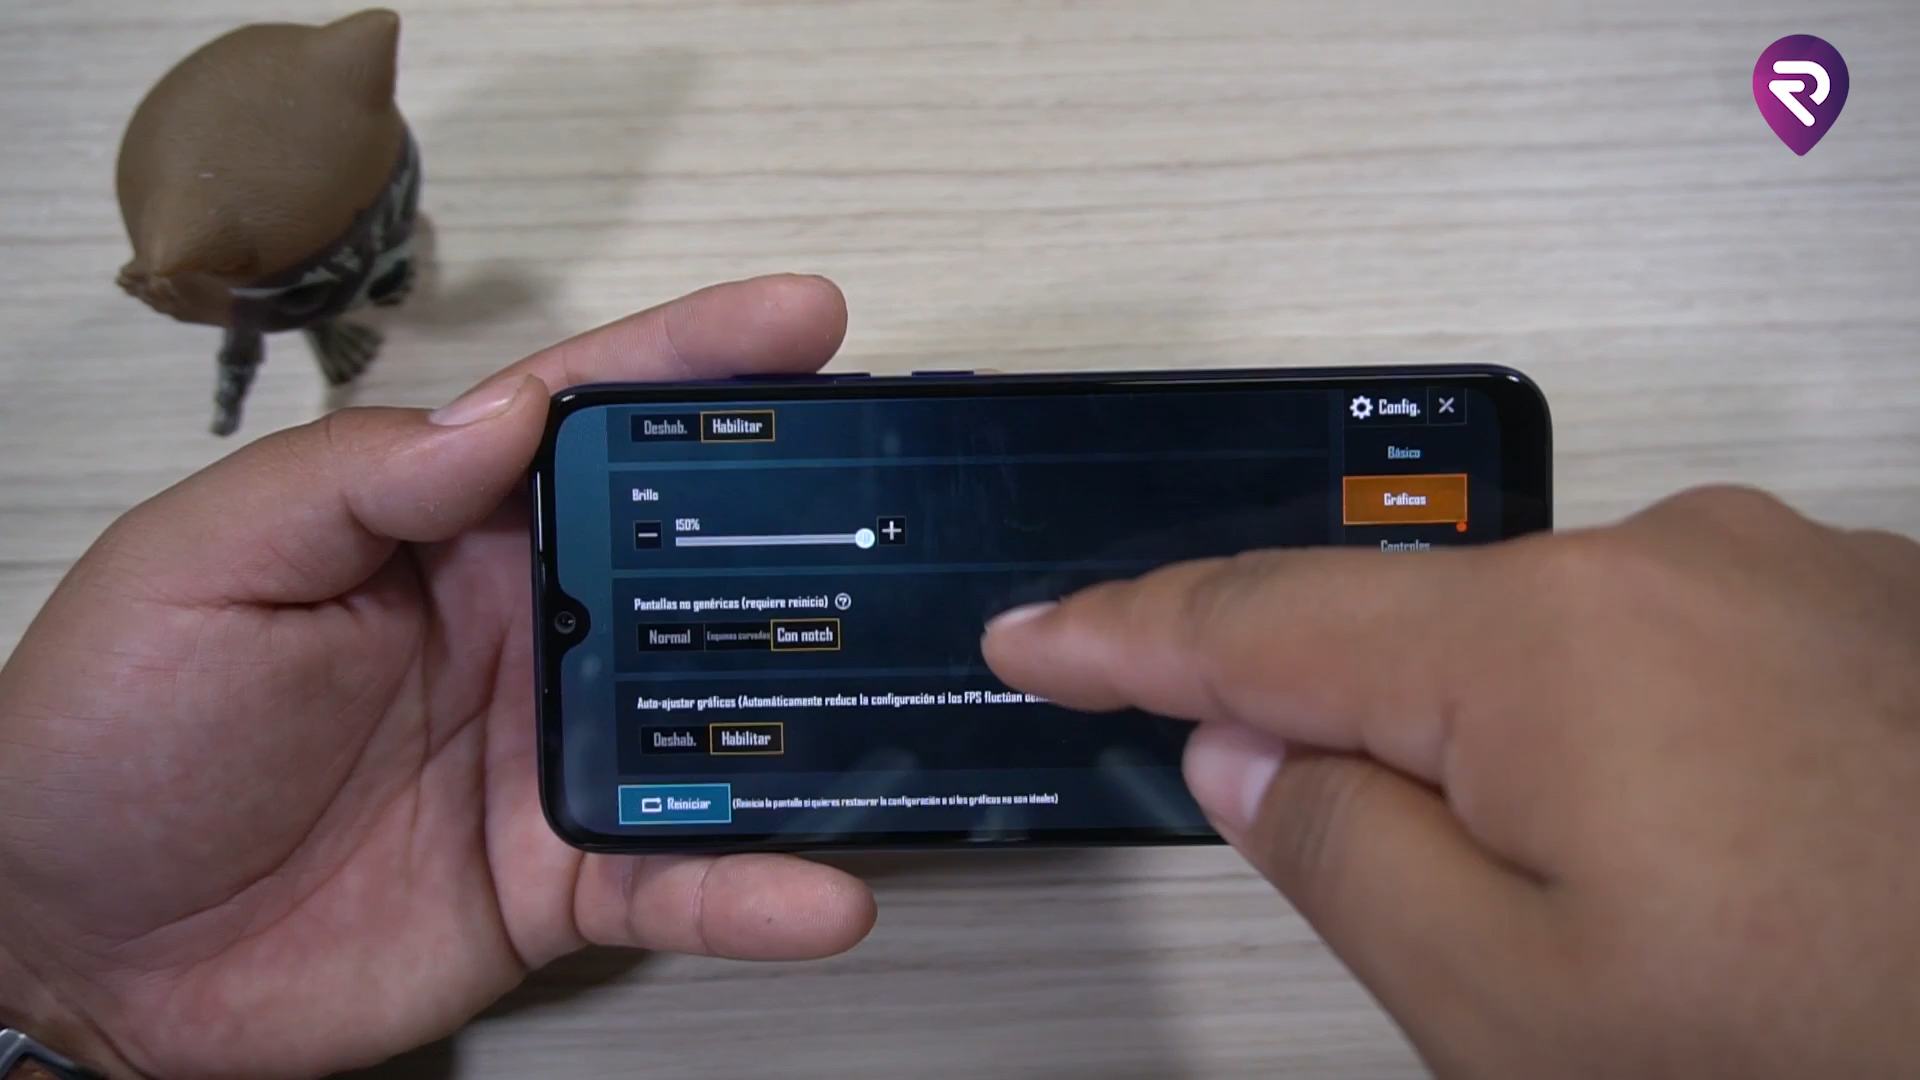 Config.
Deshab. Habilitar
Básico
Gráficos
Brillo
150%
Controles
Pantallas no genéricas (requiere reinicio)
Normal Esquinas curvadas Con notch
Auto-ajustar gráficos (Automáticamente reduce la configuración si los FPS fluctúan
Deshab. Habilitar
Reiniciar (Reinicia la pantalla si quieres restaurar la configuración o si los gráficos no son ideales)